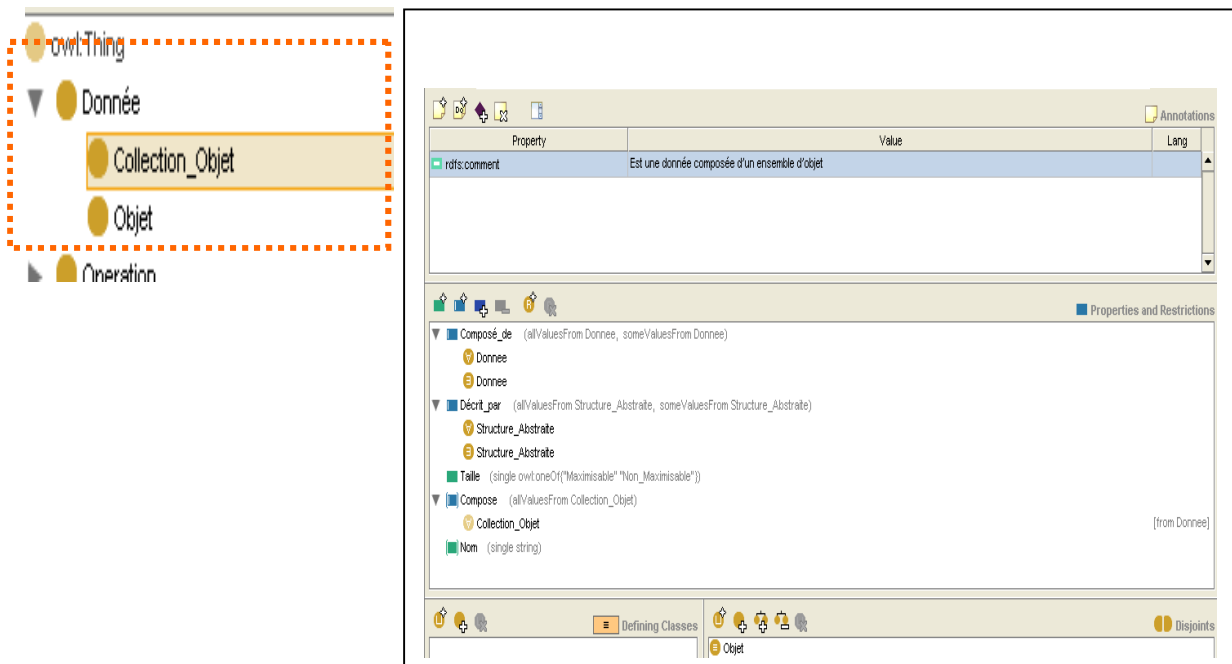 owl:Thing
Donnée
Collection_Objet
Objet
Operation
Annotations
Property Value Lang
rdfs:comment Est une donnée composée d'un ensemble d'objet
Properties and Restrictions
Composé_de (allValuesFrom Donnee, someValuesFrom Donnee)
Donnee
Donnee
Décrit_par (allValuesFrom Structure_Abstraite, someValuesFrom Structure_Abstraite)
Structure_Abstraite
Structure_Abstraite
Taille (single owl:oneOf{"Maximisable" "Non_Maximisable"})
Compose (allValuesFrom Collection_Objet)
Collection_Objet [from Donnee]
Nom (single string)
Defining Classes
Disjoints
Objet